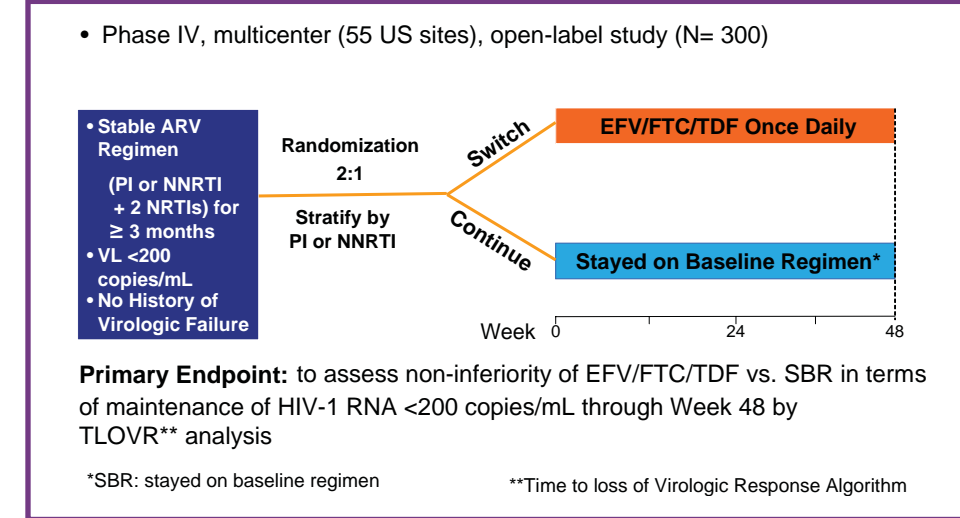 • Phase IV, multicenter (55 US sites), open-label study (N= 300)
• Stable ARV
Regimen
(PI or NNRTI
+ 2 NRTIs) for
≥ 3 months
• VL <200
copies/mL
• No History of
Virologic Failure
Randomization
2:1
Stratify by
PI or NNRTI
Switch
Continue
EFV/FTC/TDF Once Daily
Stayed on Baseline Regimen*
Week 0 24 48
Primary Endpoint: to assess non-inferiority of EFV/FTC/TDF vs. SBR in terms
of maintenance of HIV-1 RNA <200 copies/mL through Week 48 by
TLOVR** analysis
*SBR: stayed on baseline regimen
**Time to loss of Virologic Response Algorithm